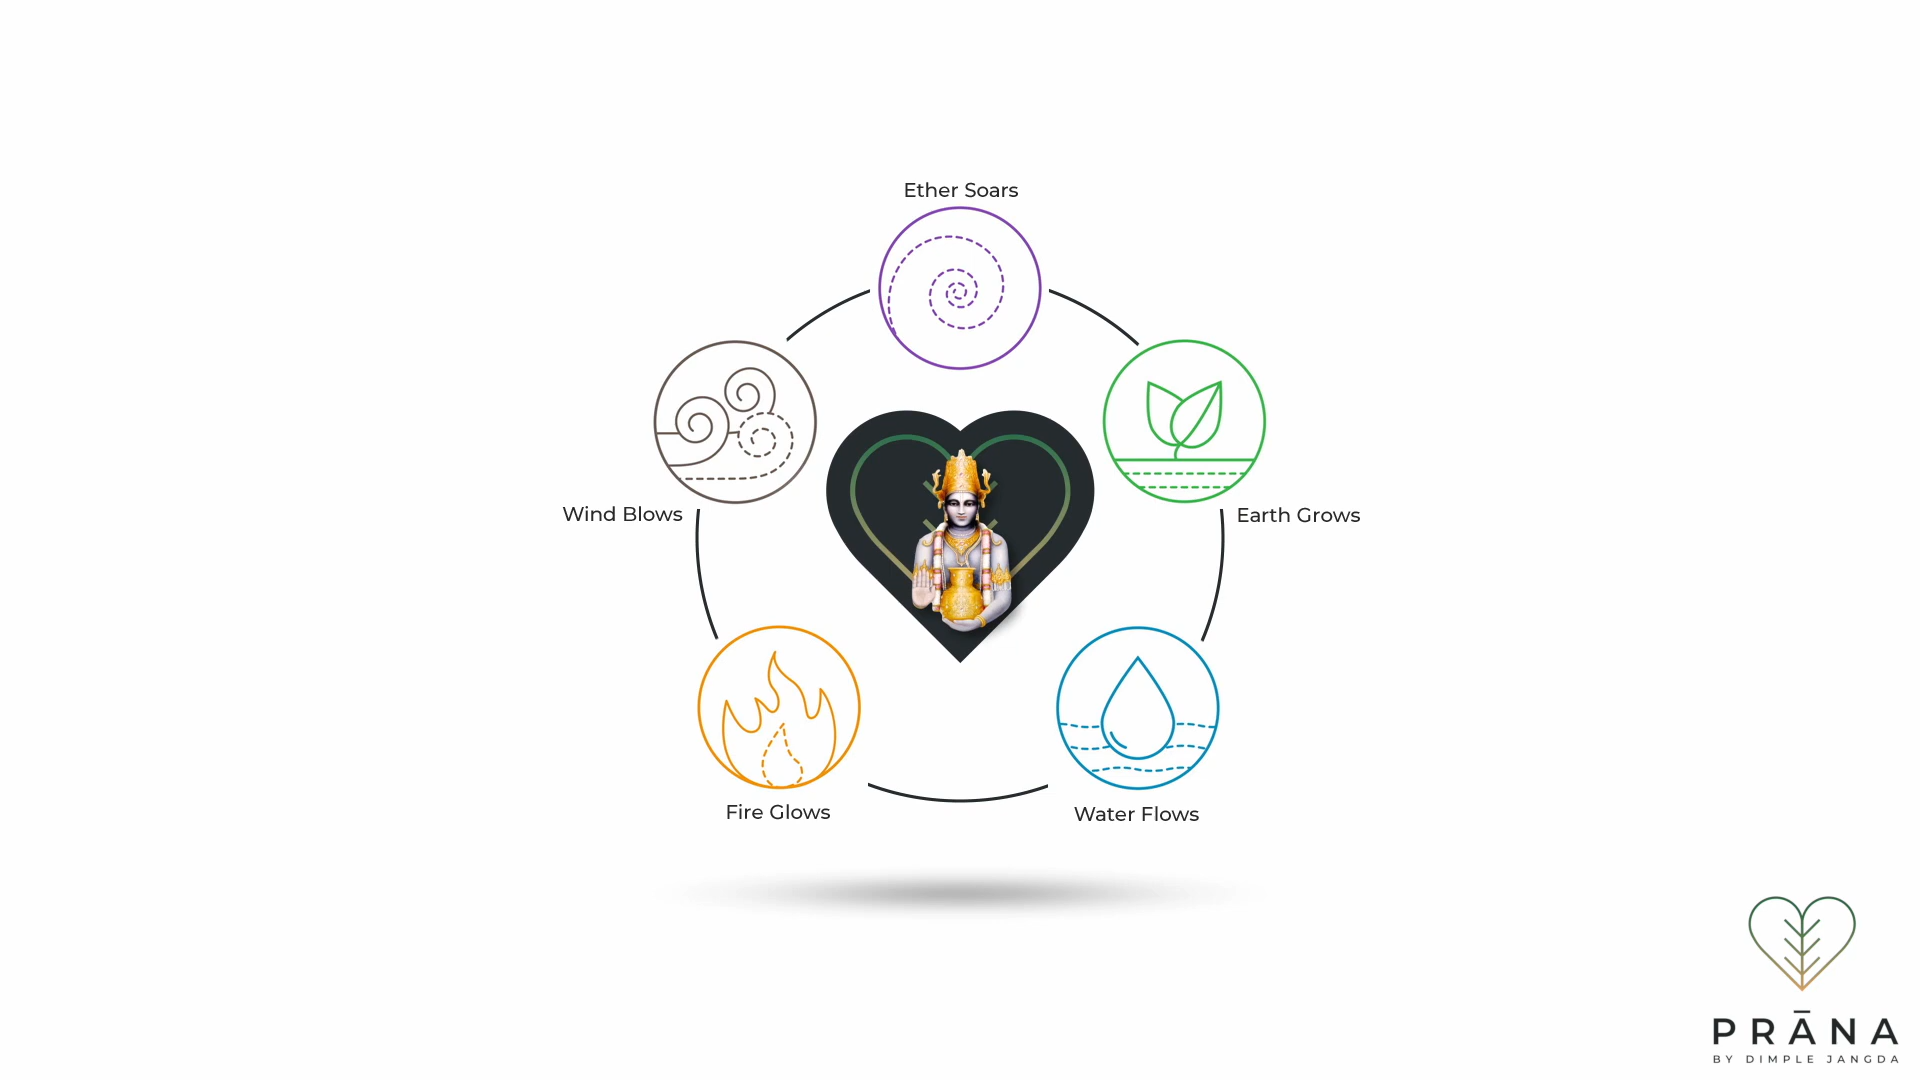 Ether Soars
Wind Blows
Earth Grows
Fire Glows
Water Flows
PRĀNA
BY DIMPLE JANGDA